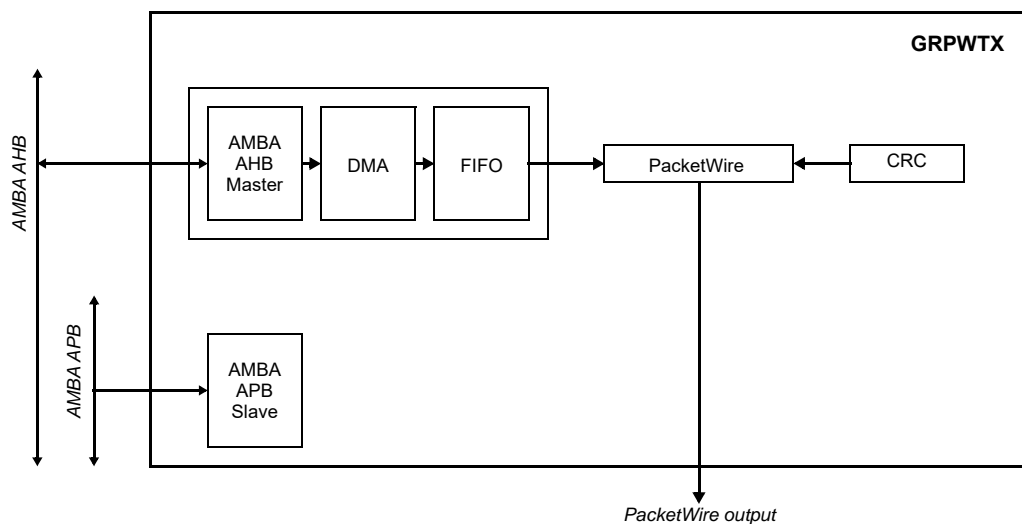 GRPWTX
AMBA AHB
AMBA
AHB
Master
DMA
FIFO
PacketWire
CRC
AMBA APB
AMBA
APB
Slave
PacketWire output